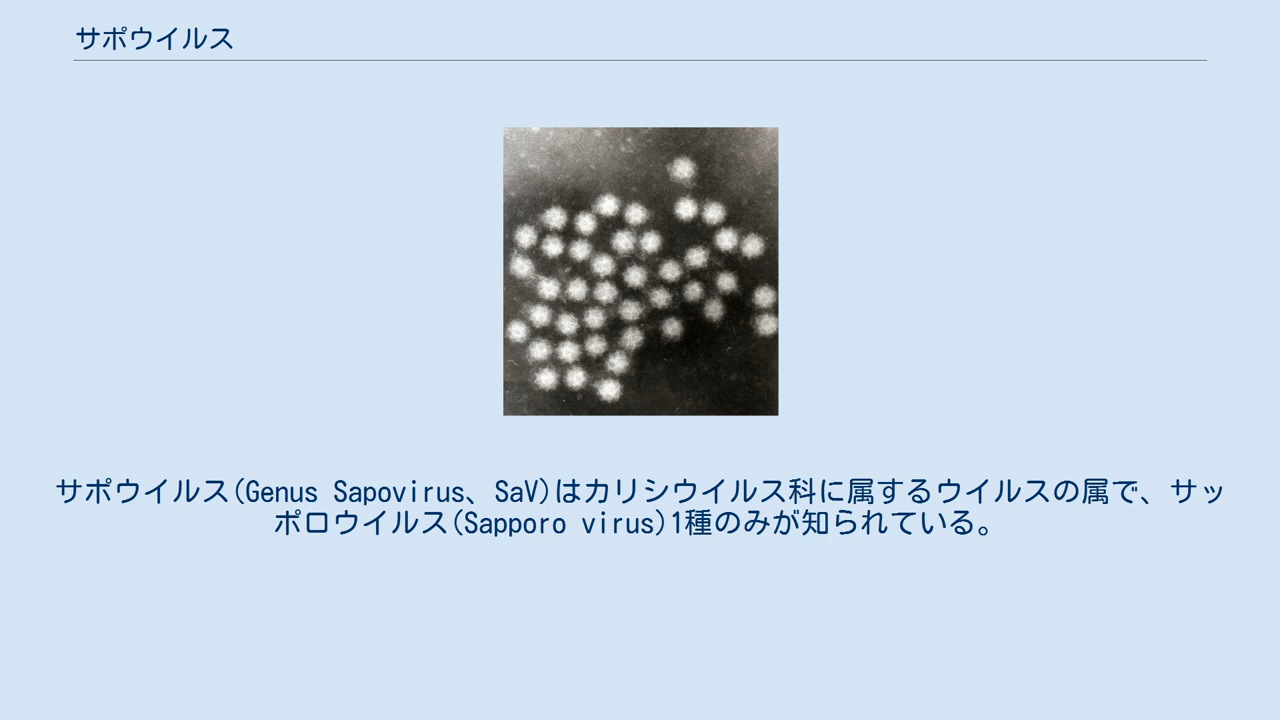 サポウイルス
サポウイルス(Genus Sapovirus、SaV)はカリシウイルス科に属するウイルスの属で、サッ
ポロウイルス(Sapporo virus)1種のみが知られている。